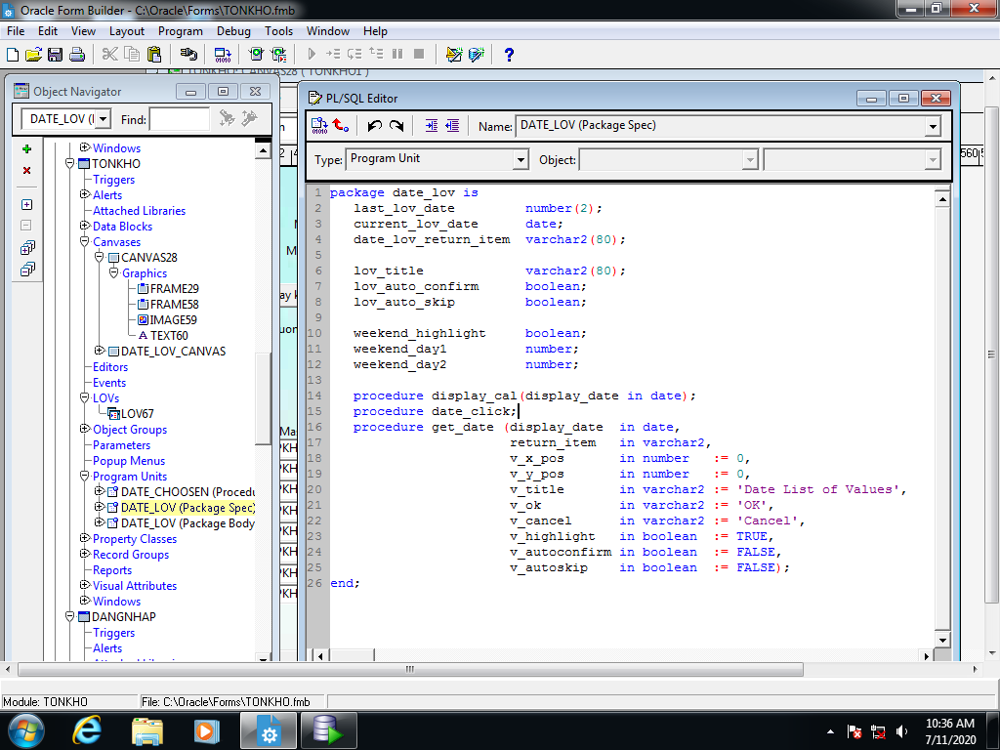 Oracle Form Builder - C:\Oracle\Forms\TONKHO.fmb
File Edit View Layout Program Debug Tools Window Help
TONKHO: CANVAS28 ( TONKHO1 )
Object Navigator
DATE_LOV (
Find:
Windows
TONKHO
Triggers
Alerts
Attached Libraries
Data Blocks
Canvases
CANVAS28
Graphics
FRAME29
FRAME58
IMAGE59
TEXT60
DATE_LOV_CANVAS
Editors
Events
LOVs
LOV67
Object Groups
Parameters
Popup Menus
Program Units
DATE_CHOOSEN (Procedu
DATE_LOV (Package Spec)
DATE_LOV (Package Body
Property Classes
Record Groups
Reports
Visual Attributes
Windows
DANGNHAP
Triggers
Alerts
PL/SQL Editor
Name: DATE_LOV (Package Spec)
Type: Program Unit Object:
560
1 package date_lov is
2 last_lov_date number(2);
3 current_lov_date date;
4 date_lov_return_item varchar2(80);
5
6 lov_title varchar2(80);
7 lov_auto_confirm boolean;
8 lov_auto_skip boolean;
9
10 weekend_highlight boolean;
11 weekend_day1 number;
12 weekend_day2 number;
13
14 procedure display_cal(display_date in date);
15 procedure date_click;
16 procedure get_date (display_date in date,
17 return_item in varchar2,
18 v_x_pos in number := 0,
19 v_y_pos in number := 0,
20 v_title in varchar2 := 'Date List of Values',
21 v_ok in varchar2 := 'OK',
22 v_cancel in varchar2 := 'Cancel',
23 v_highlight in boolean := TRUE,
24 v_autoconfirm in boolean := FALSE,
25 v_autoskip in boolean := FALSE);
26 end;
Module: TONKHO
File: C:\Oracle\Forms\TONKHO.fmb
10:36 AM
7/11/2020